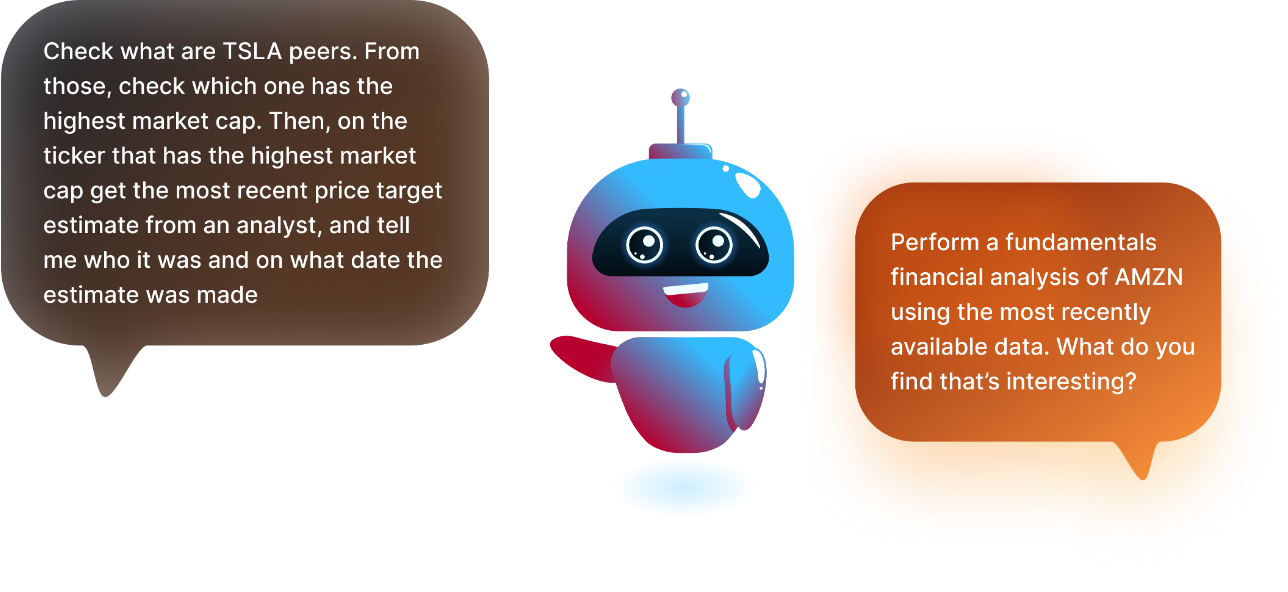 Check what are TSLA peers. From
those, check which one has the
highest market cap. Then, on the
ticker that has the highest market
cap get the most recent price target
estimate from an analyst, and tell
me who it was and on what date the
estimate was made
Perform a fundamentals
financial analysis of AMZN
using the most recently
available data. What do you
find that’s interesting?